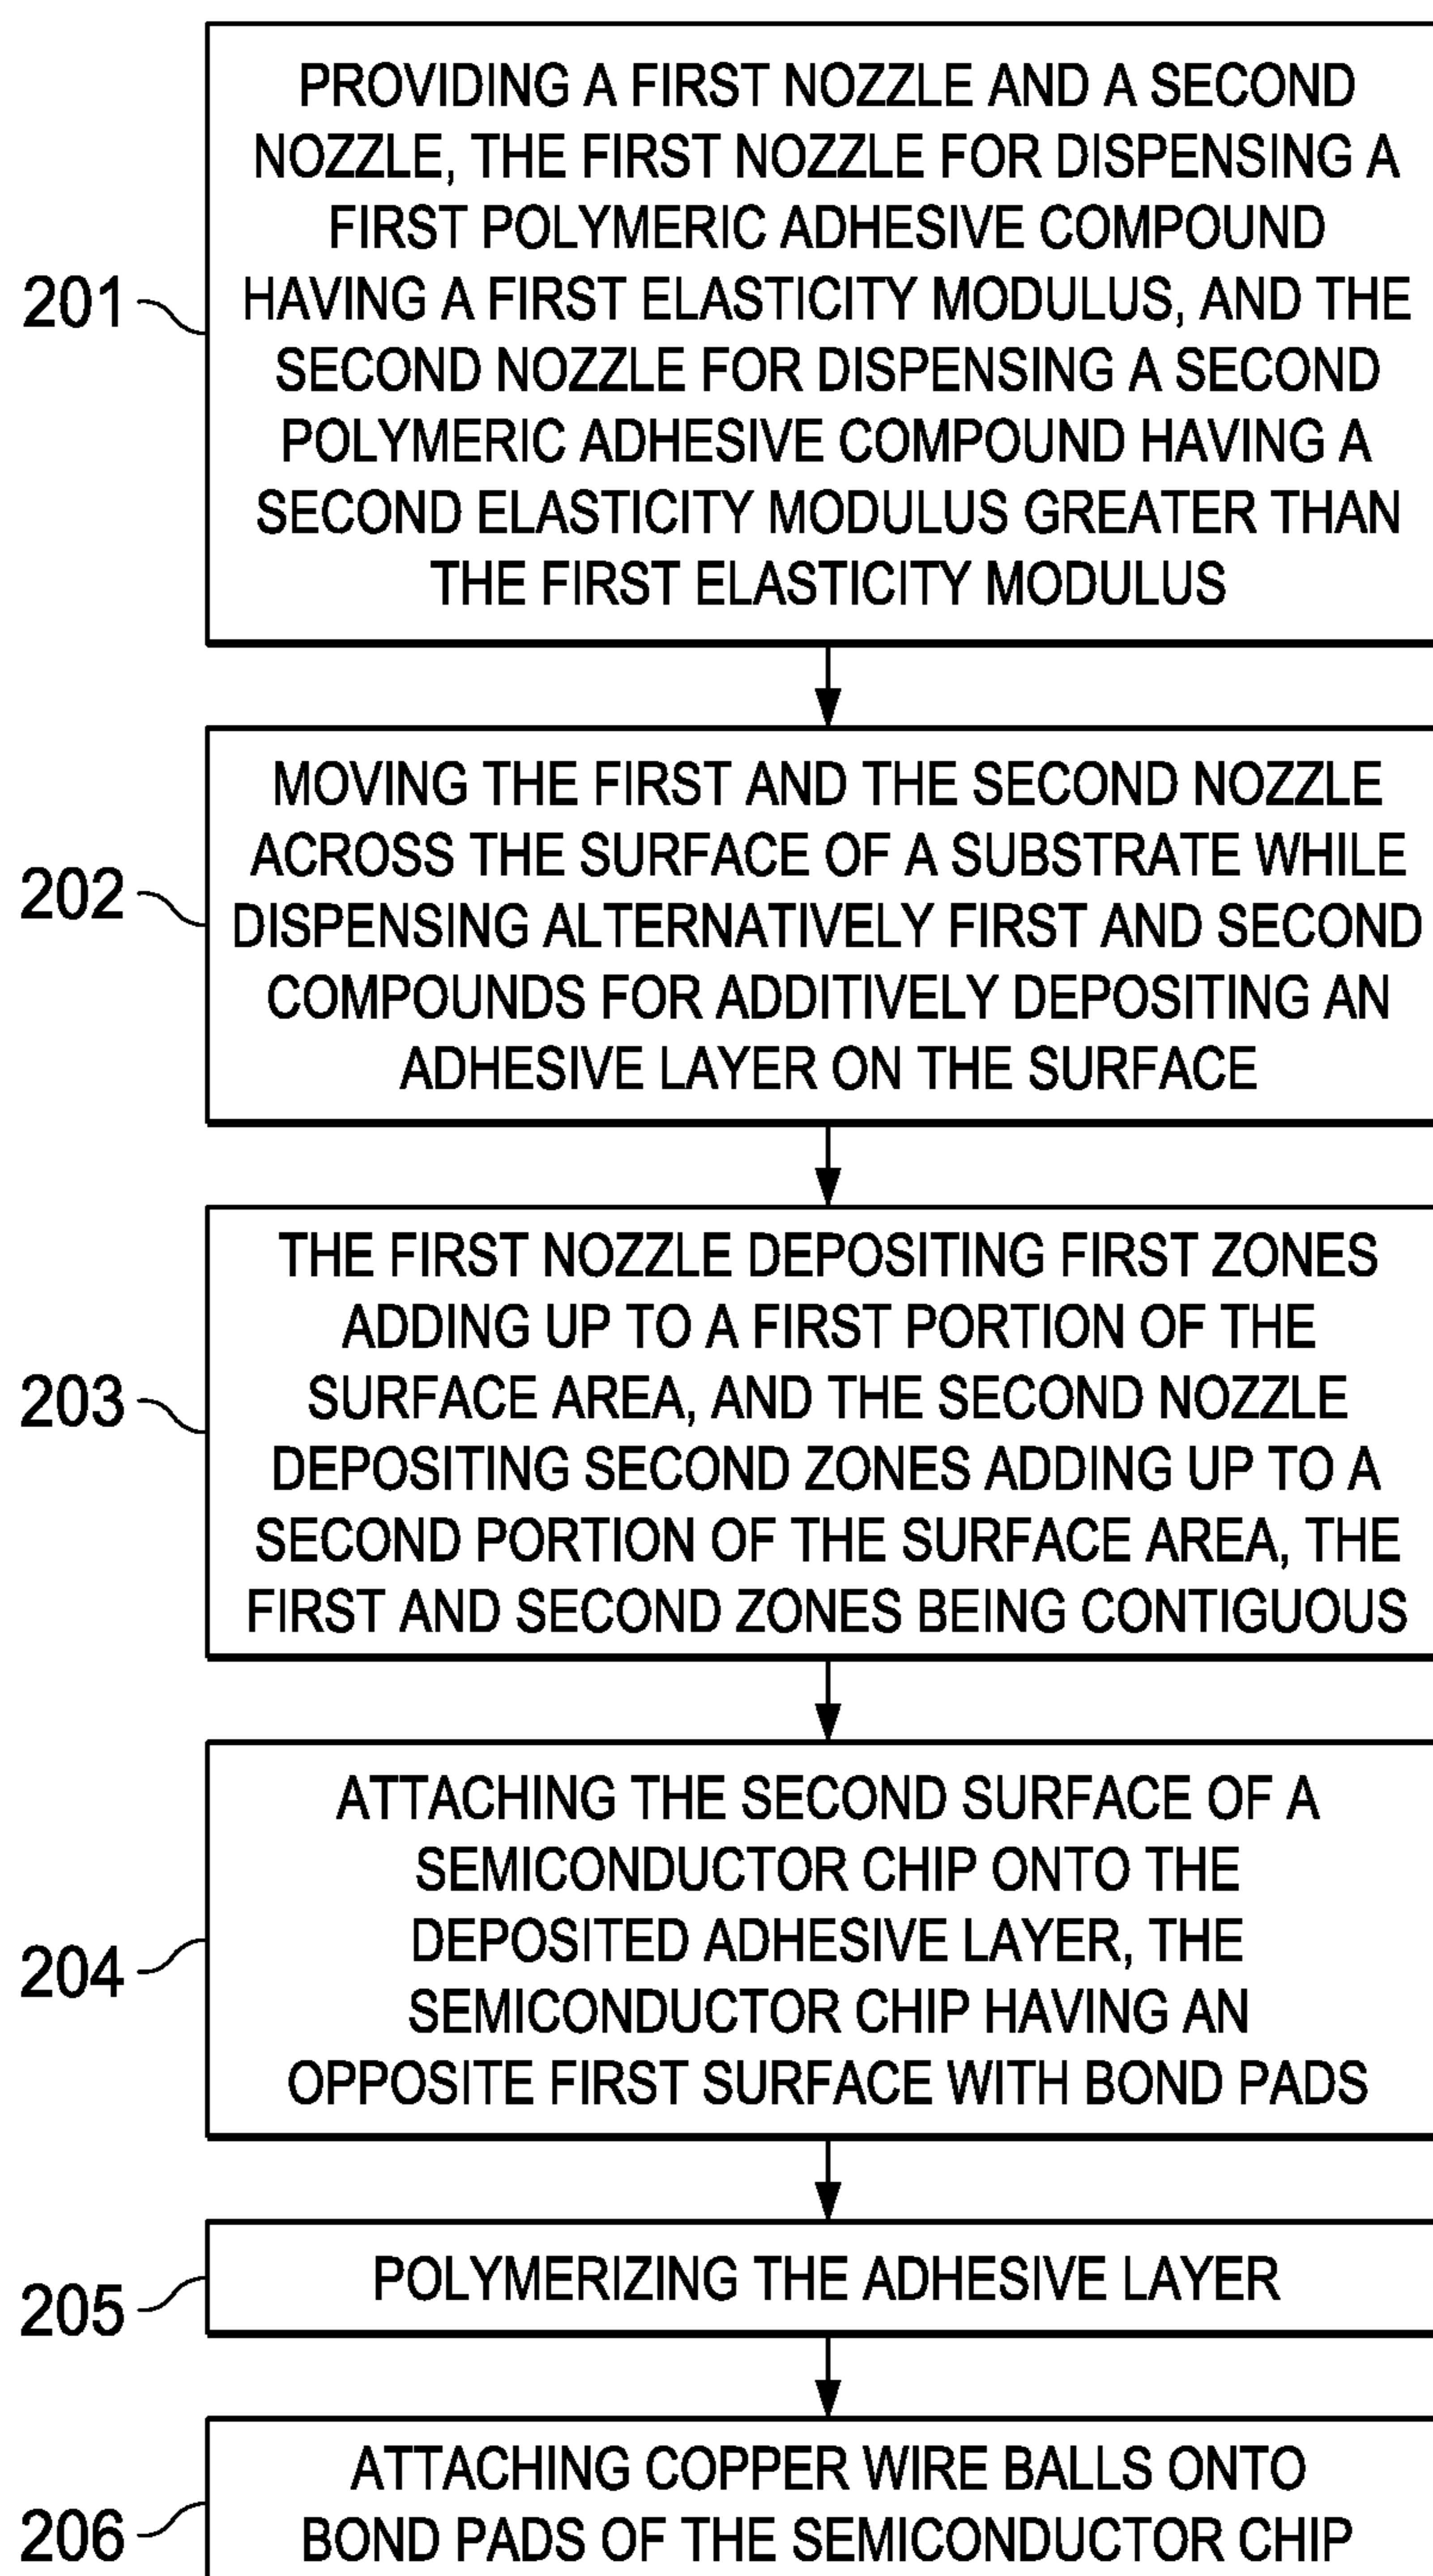 PROVIDING A FIRST NOZZLE AND A SECOND
NOZZLE, THE FIRST NOZZLE FOR DISPENSING A
FIRST POLYMERIC ADHESIVE COMPOUND
201 HAVING A FIRST ELASTICITY MODULUS, AND THE
SECOND NOZZLE FOR DISPENSING A SECOND
POLYMERIC ADHESIVE COMPOUND HAVING A
SECOND ELASTICITY MODULUS GREATER THAN
THE FIRST ELASTICITY MODULUS
MOVING THE FIRST AND THE SECOND NOZZLE
ACROSS THE SURFACE OF A SUBSTRATE WHILE
202 DISPENSING ALTERNATIVELY FIRST AND SECOND
COMPOUNDS FOR ADDITIVELY DEPOSITING AN
ADHESIVE LAYER ON THE SURFACE
THE FIRST NOZZLE DEPOSITING FIRST ZONES
ADDING UP TO A FIRST PORTION OF THE
203 SURFACE AREA, AND THE SECOND NOZZLE
DEPOSITING SECOND ZONES ADDING UP TO A
SECOND PORTION OF THE SURFACE AREA, THE
FIRST AND SECOND ZONES BEING CONTIGUOUS
ATTACHING THE SECOND SURFACE OF A
SEMICONDUCTOR CHIP ONTO THE
204 DEPOSITED ADHESIVE LAYER, THE
SEMICONDUCTOR CHIP HAVING AN
OPPOSITE FIRST SURFACE WITH BOND PADS
205 POLYMERIZING THE ADHESIVE LAYER
ATTACHING COPPER WIRE BALLS ONTO
206 BOND PADS OF THE SEMICONDUCTOR CHIP